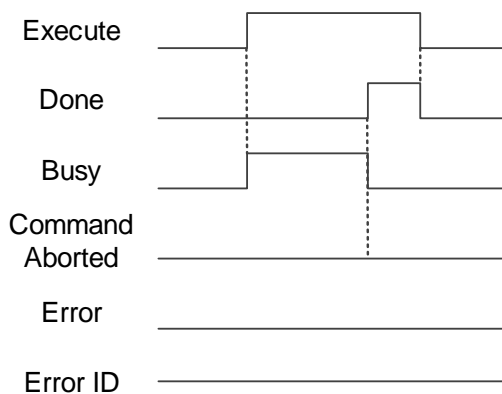 Execute
Done
Busy
Command
Aborted
Error
Error ID